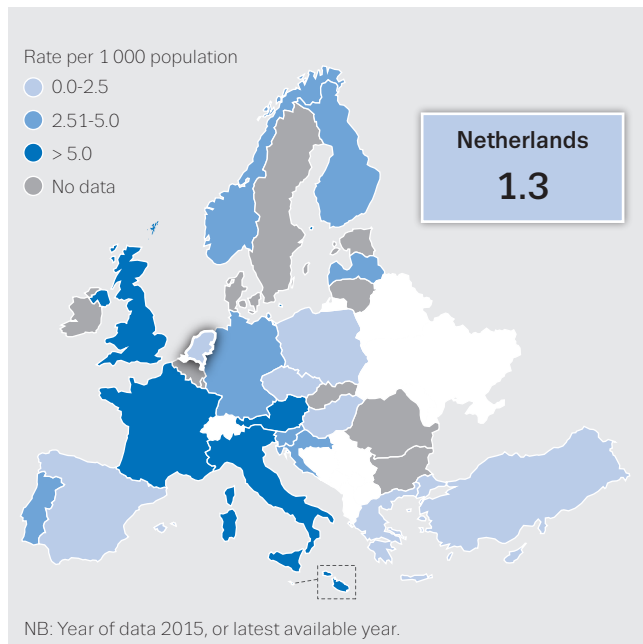 Rate per 1 000 population
0.0-2.5
2.51-5.0
> 5.0
No data
Netherlands
1.3
NB: Year of data 2015, or latest available year.